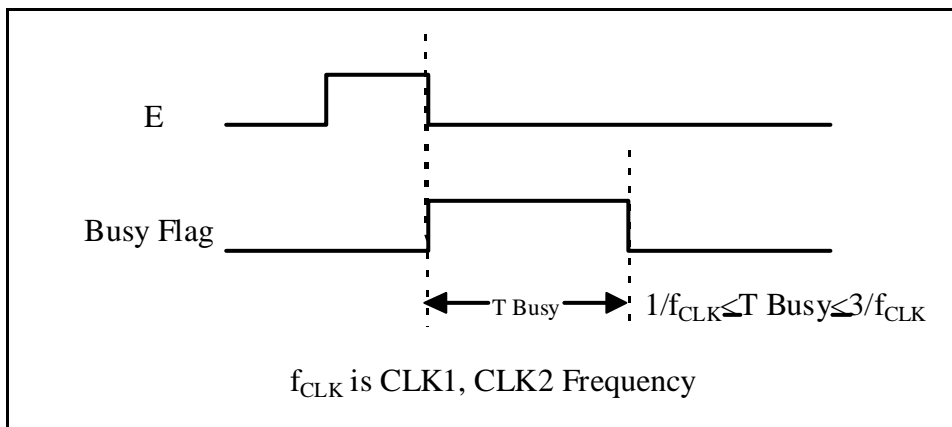 E
Busy Flag
T Busy
1/fCLK≤T Busy≤3/fCLK
fCLK is CLK1, CLK2 Frequency